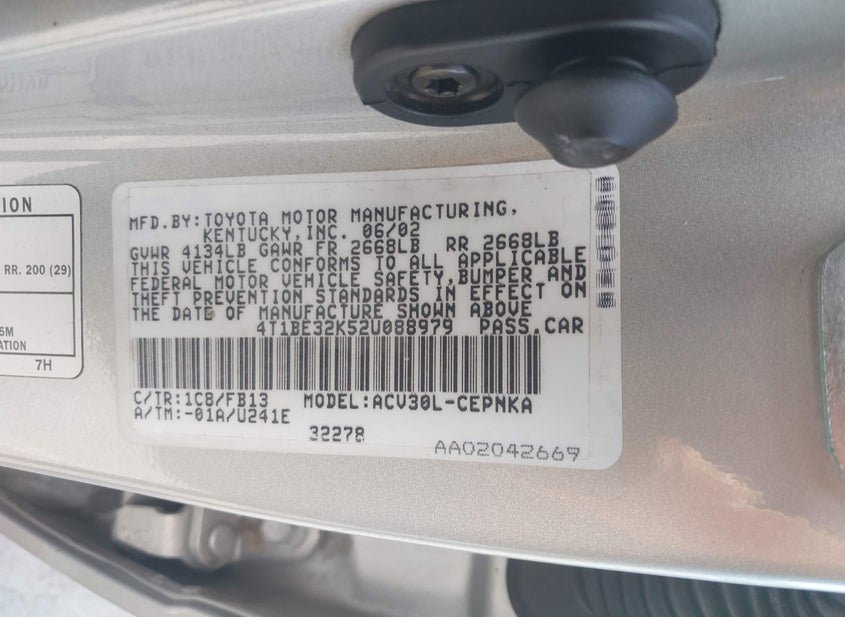 ION
RR. 200 (29)
5M
ATION
7H
MFD.BY:TOYOTA MOTOR MANUFACTURING,
KENTUCKY,INC. 06/02
GVWR 4134LB GAWR FR 2668LB RR 2668LB
THIS VEHICLE CONFORMS TO ALL APPLICABLE
FEDERAL MOTOR VEHICLE SAFETY,BUMPER AND
THEFT PREVENTION STANDARDS IN EFFECT ON
THE DATE OF MANUFACTURE SHOWN ABOVE
4T1BE32K52U088979 PASS.CAR
C/TR:1C8/FB13 MODEL:ACV30L-CEPNKA
A/TM:-01A/U241E
32278
AA02042669